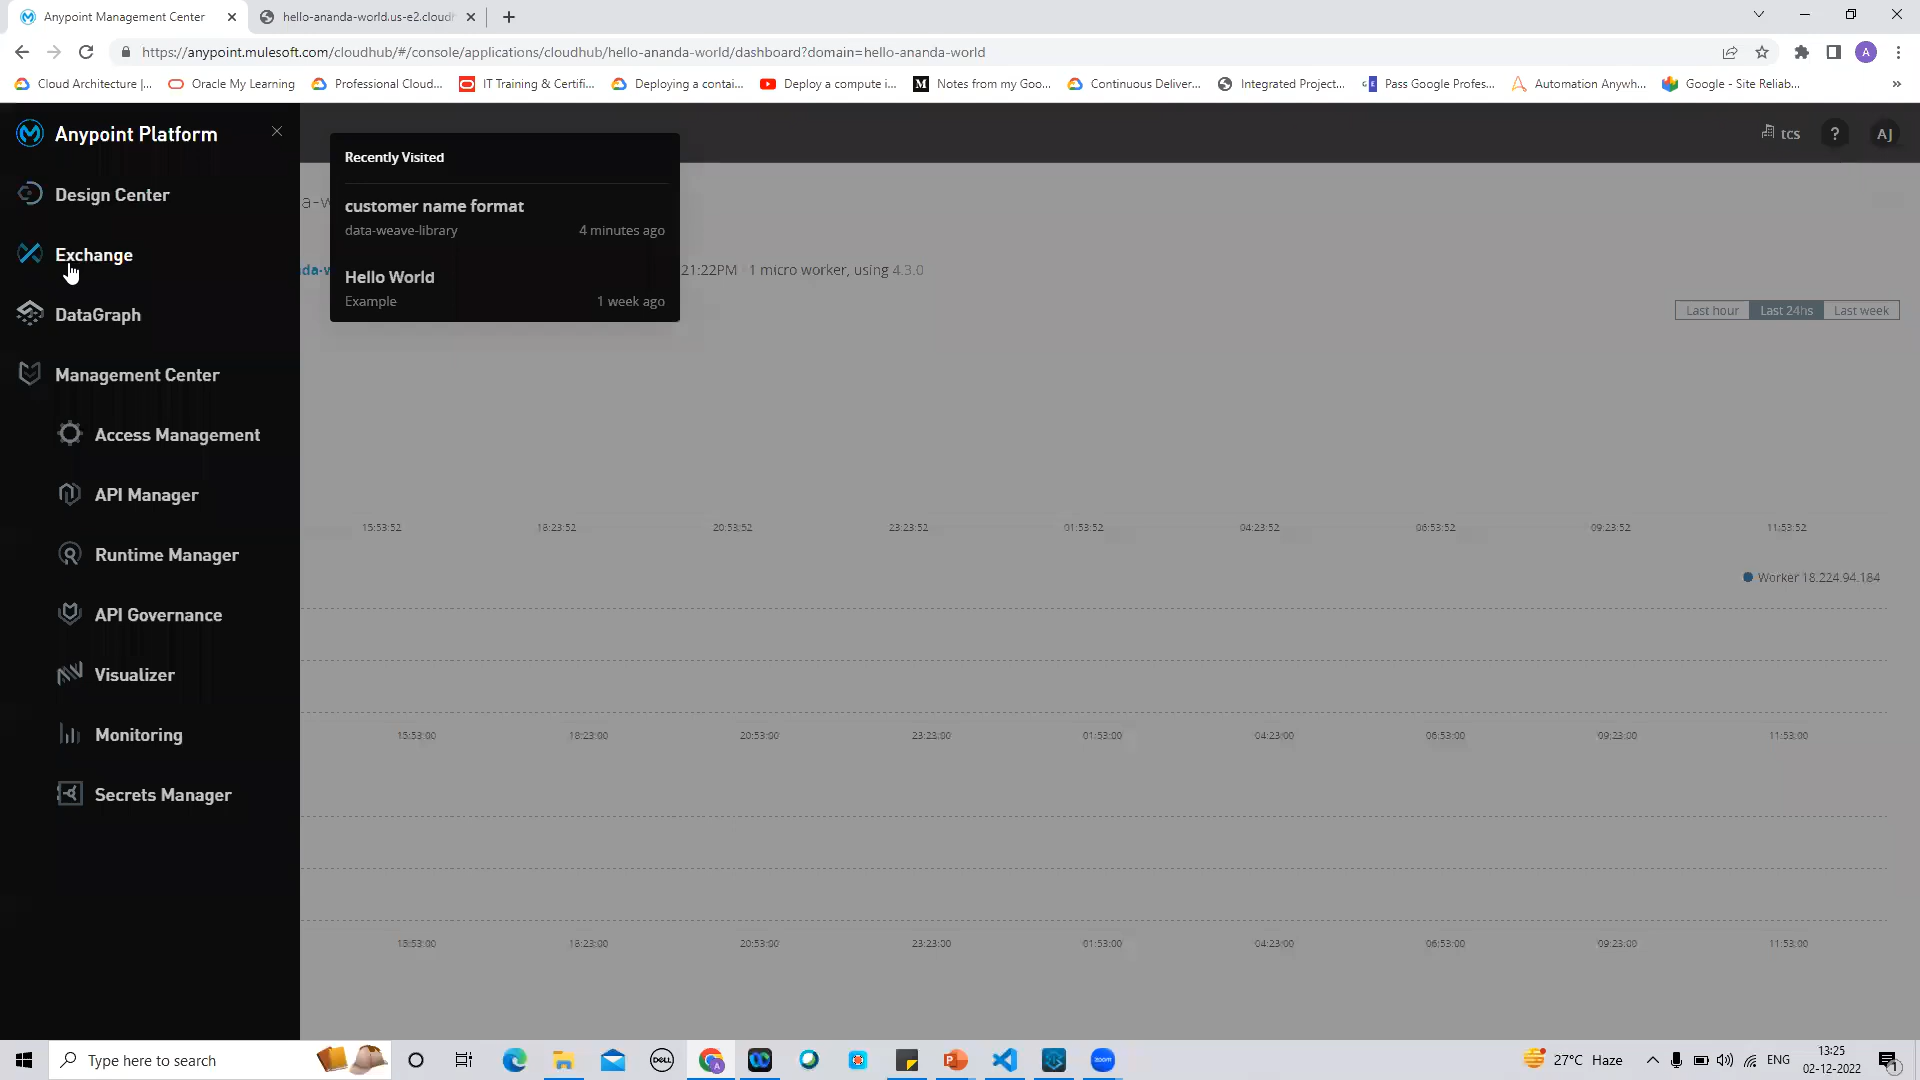 Anypoint Management Center
hello-ananda-world.us-e2.cloudh
https://anypoint.mulesoft.com/cloudhub/#/console/applications/cloudhub/hello-ananda-world/dashboard?domain=hello-ananda-world
A
Cloud Architecture |... Oracle My Learning Professional Cloud... IT Training & Certifi... Deploying a contai... Deploy a compute i... Notes from my Goo... Continuous Deliver... Integrated Project... Pass Google Profes... Automation Anywh... Google - Site Reliab... »
Anypoint Platform
tcs ? AJ
Recently Visited
customer name format
data-weave-library 4 minutes ago
Hello World
Example 1 week ago
Design Center
Exchange
DataGraph
Management Center
Access Management
API Manager
Runtime Manager
API Governance
Visualizer
Monitoring
Secrets Manager
a-w
da-w
21:22PM 1 micro worker, using 4.3.0
Last hour Last 24hs Last week
15:53:52 18:23:52 20:53:52 23:23:52 01:53:52 04:23:52 06:53:52 09:23:52 11:53:52
Worker 18.224.94.184
15:53:00 18:23:00 20:53:00 23:23:00 01:53:00 04:23:00 06:53:00 09:23:00 11:53:00
15:53:00 18:23:00 20:53:00 23:23:00 01:53:00 04:23:00 06:53:00 09:23:00 11:53:00
Type here to search
DELL
zoom
27°C Haze
ENG
13:25
02-12-2022
1